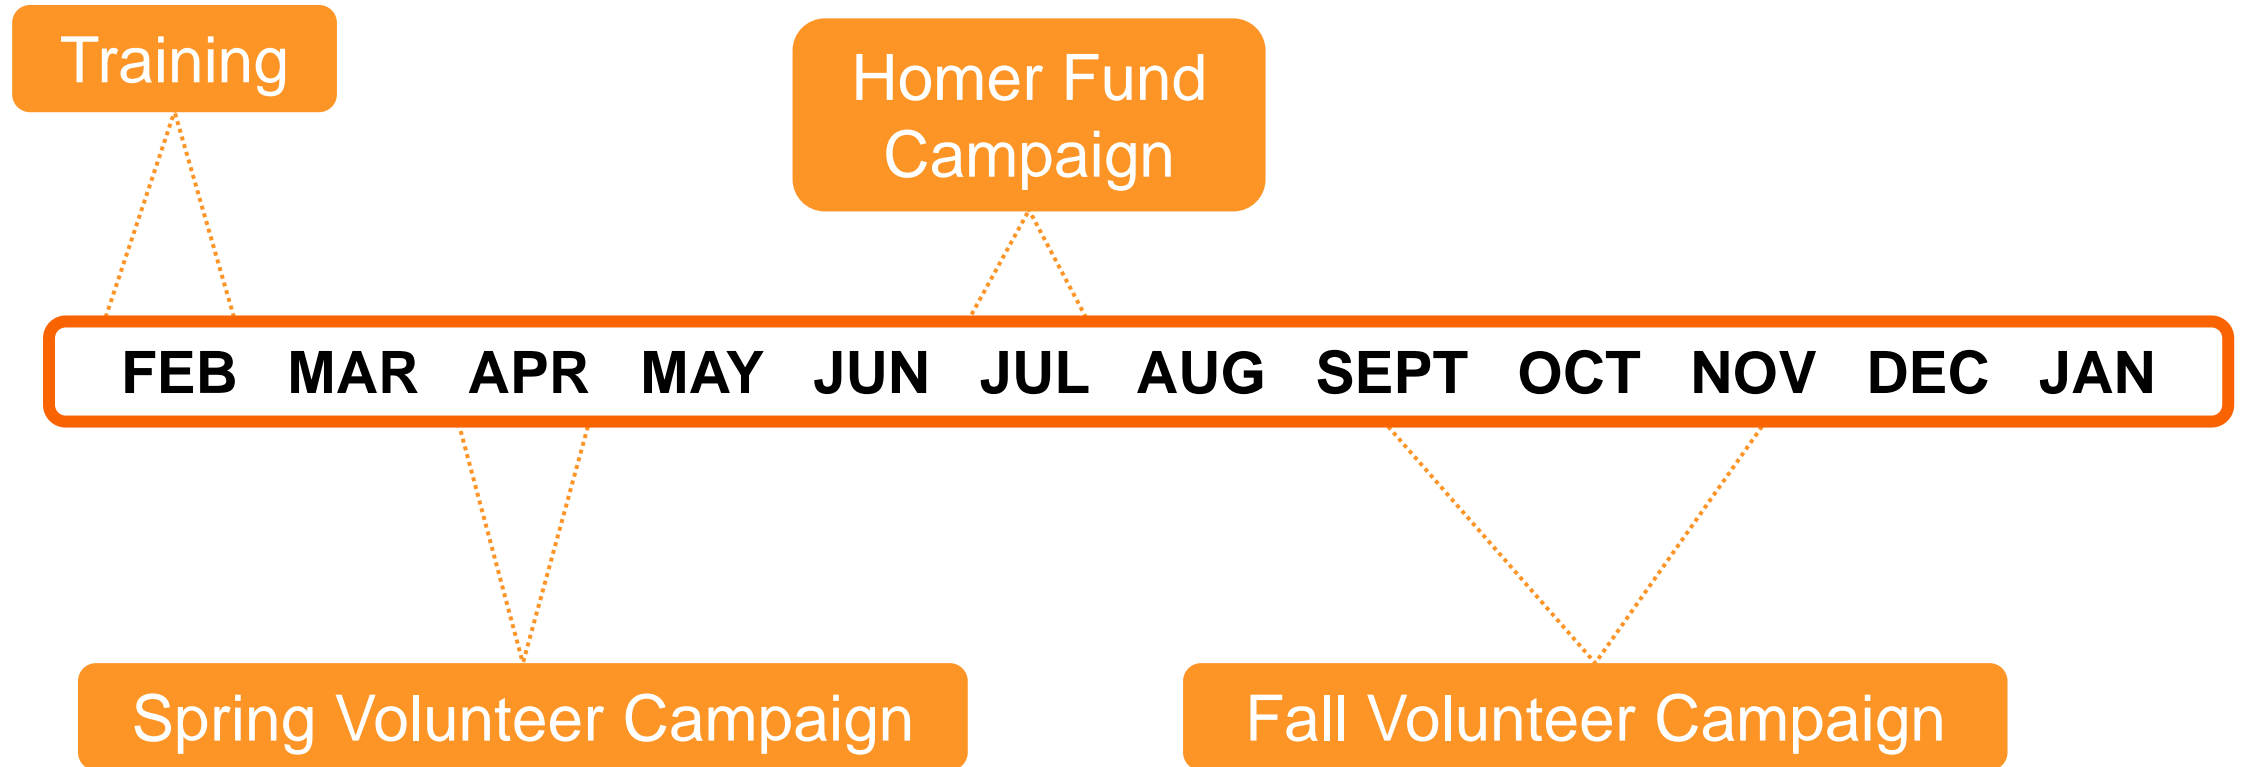 Training
Homer Fund
Campaign
FEB MAR APR MAY JUN JUL AUG SEPT OCT NOV DEC JAN
Spring Volunteer Campaign
Fall Volunteer Campaign